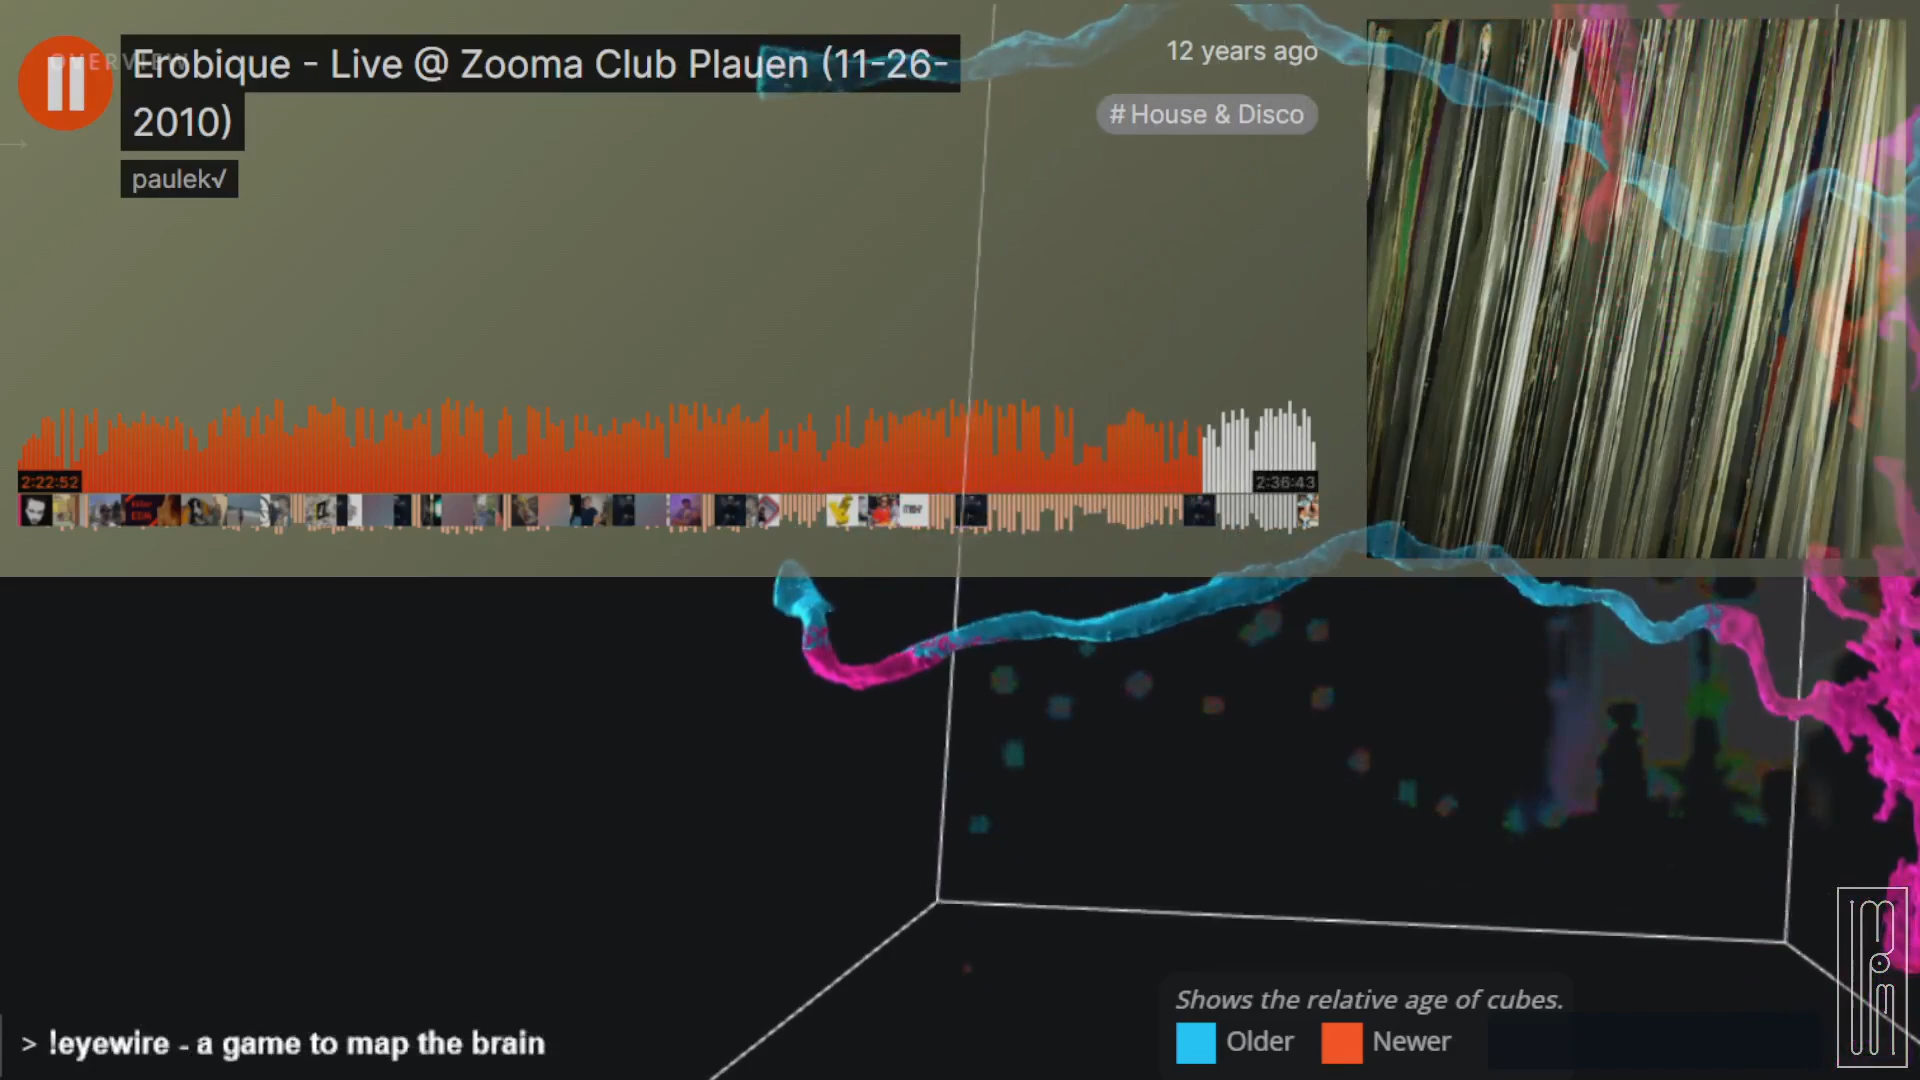 OVERVIEW
Erobique - Live @ Zooma Club Plauen (11-26-
2010)
paulek√
12 years ago
# House & Disco
2:22:52
2:36:43
Shows the relative age of cubes.
Older
Newer
> !eyewire - a game to map the brain